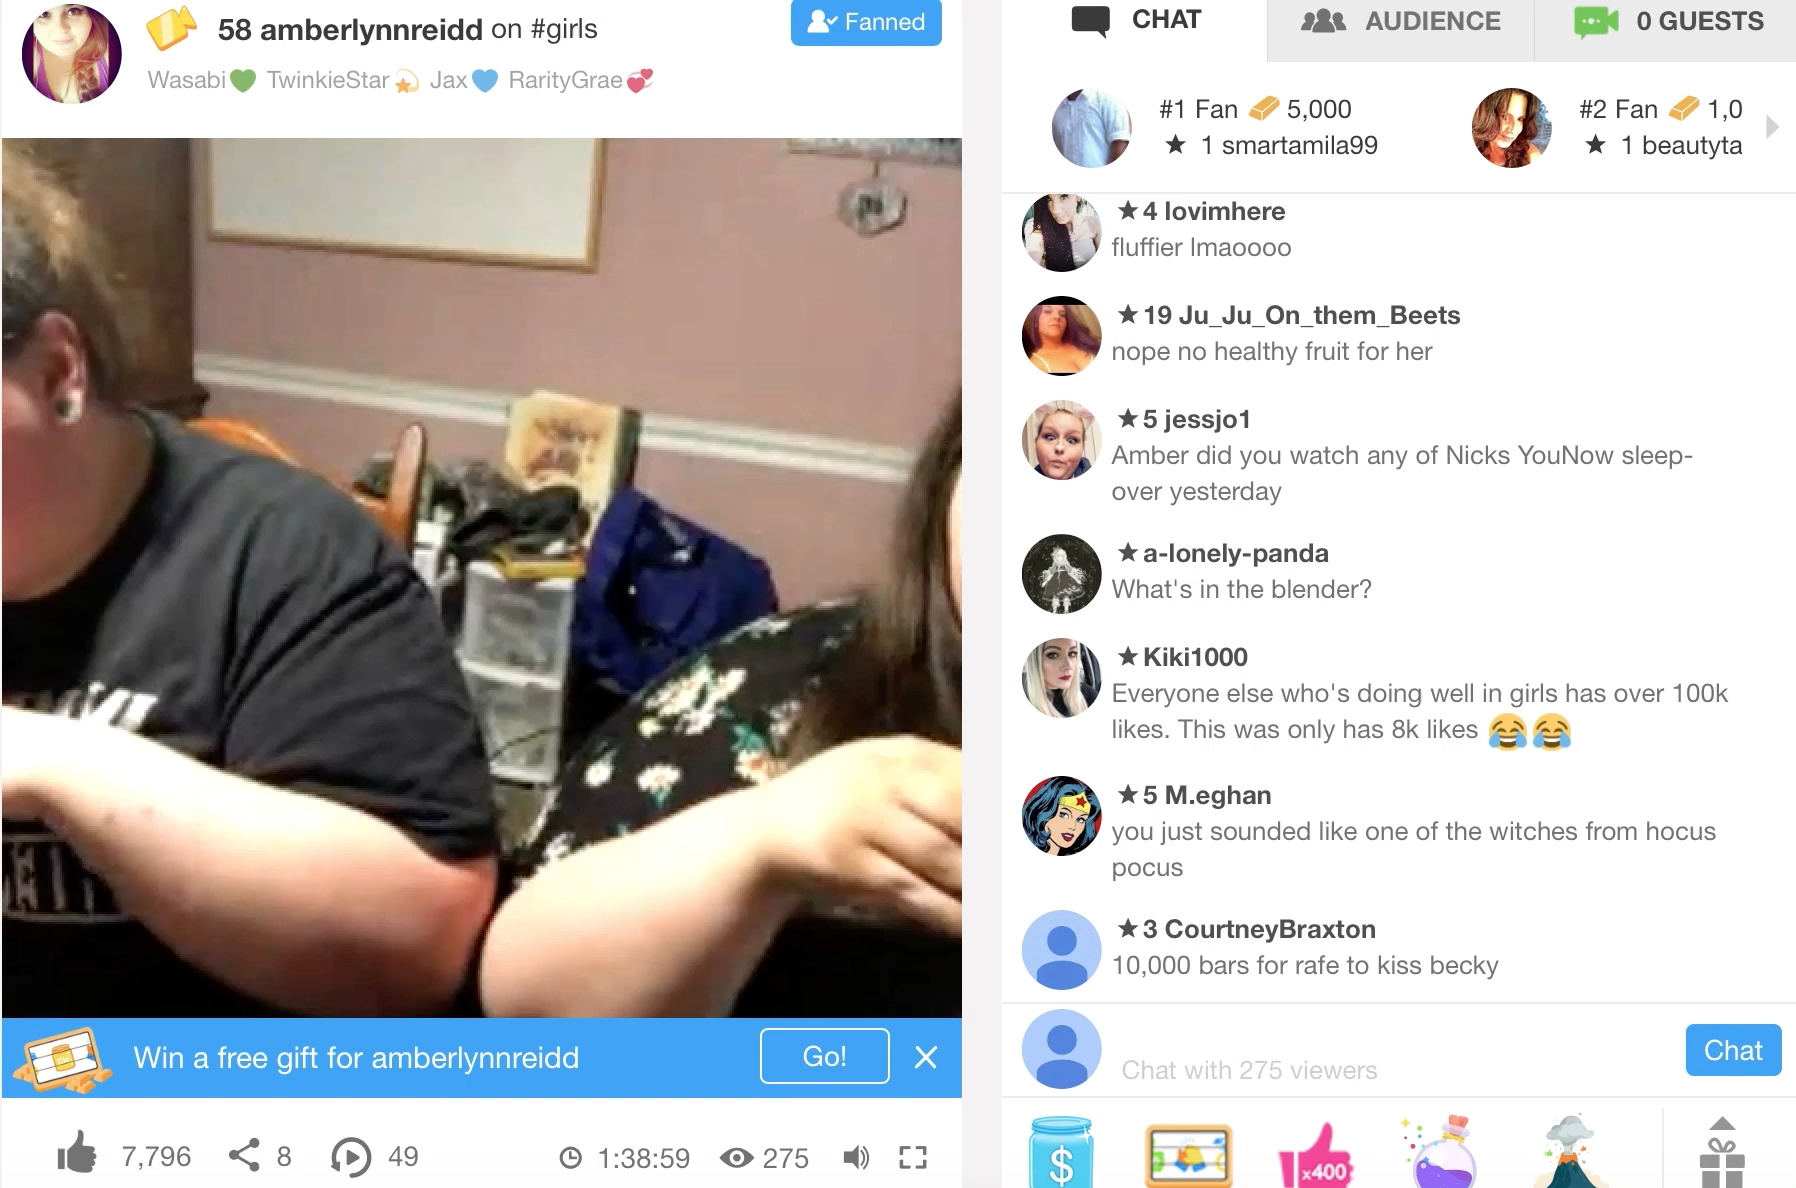 58 amberlynnreidd on #girls
Fanned
Wasabi💚 TwinkieStar💫 Jax💙 RarityGrae💞
Win a free gift for amberlynnreidd
Go!
7,796
8
49
1:38:59
275
CHAT
AUDIENCE
0 GUESTS
#1 Fan 5,000
★ 1 smartamila99
#2 Fan 1,0
★ 1 beautyta
★4 lovimhere
fluffier lmaoooo
★19 Ju_Ju_On_them_Beets
nope no healthy fruit for her
★5 jessjo1
Amber did you watch any of Nicks YouNow sleep-
over yesterday
★a-lonely-panda
What's in the blender?
★Kiki1000
Everyone else who's doing well in girls has over 100k
likes. This was only has 8k likes 😂😂
★5 M.eghan
you just sounded like one of the witches from hocus
pocus
★3 CourtneyBraxton
10,000 bars for rafe to kiss becky
Chat with 275 viewers
Chat
$
x400